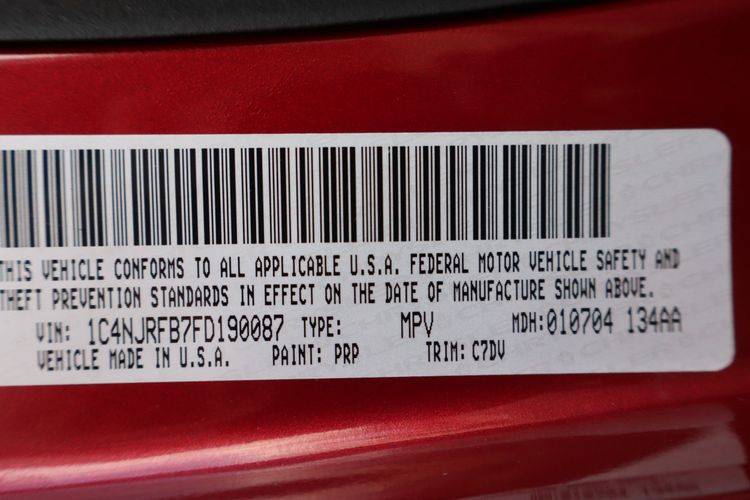 THIS VEHICLE CONFORMS TO ALL APPLICABLE U.S.A. FEDERAL MOTOR VEHICLE SAFETY AND
THEFT PREVENTION STANDARDS IN EFFECT ON THE DATE OF MANUFACTURE SHOWN ABOVE.
VIN: 1C4NJRFB7FD190087 TYPE: MPV MDH:010704 134AA
VEHICLE MADE IN U.S.A. PAINT: PRP TRIM: C7DV